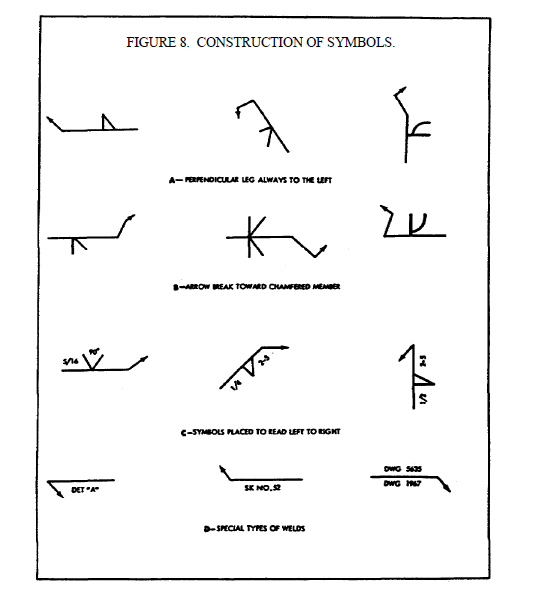 FIGURE 8. CONSTRUCTION OF SYMBOLS.
A—PERPENDICULAR LEG ALWAYS TO THE LEFT
B—ARROW BREAK TOWARD CHAMFERED MEMBER
5/16 90°
1/4 2-5
2-5
1/2
C—SYMBOLS PLACED TO READ LEFT TO RIGHT
DET "A"
SK NO.52
DWG 5635
DWG 1967
D—SPECIAL TYPES OF WELDS